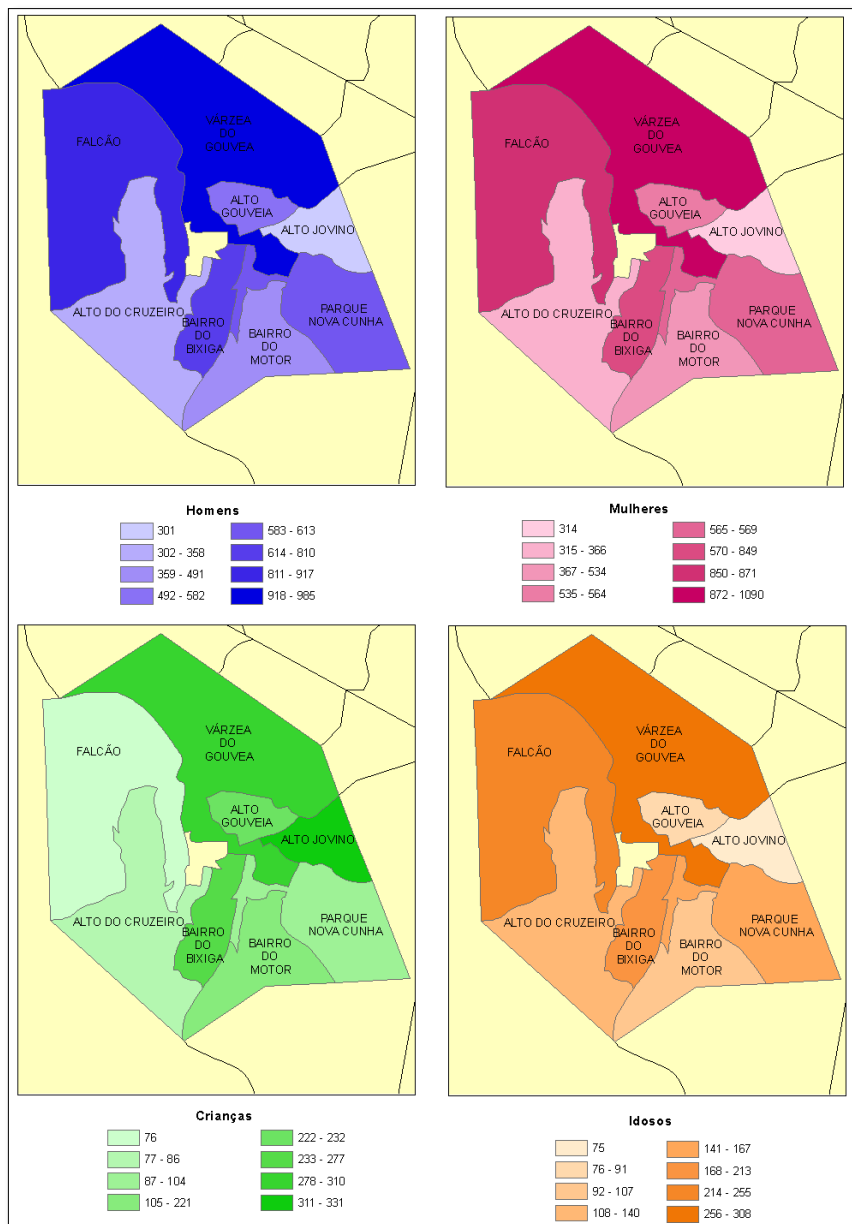 VÁRZEA
DO
GOUVEA
FALCÃO
ALTO
GOUVEIA
ALTO JOVINO
ALTO DO CRUZEIRO
PARQUE
NOVA CUNHA
BAIRRO
DO
BIXIGA
BAIRRO
DO
MOTOR
VÁRZEA
DO
GOUVEA
FALCÃO
ALTO
GOUVEIA
ALTO JOVINO
ALTO DO CRUZEIRO
PARQUE
NOVA CUNHA
BAIRRO
DO
BIXIGA
BAIRRO
DO
MOTOR
Homens
301
302 - 358
359 - 491
492 - 582
583 - 613
614 - 810
811 - 917
918 - 985
Mulheres
314
315 - 366
367 - 534
535 - 564
565 - 569
570 - 849
850 - 871
872 - 1090
VÁRZEA
DO
GOUVEA
FALCÃO
ALTO
GOUVEIA
ALTO JOVINO
ALTO DO CRUZEIRO
PARQUE
NOVA CUNHA
BAIRRO
DO
BIXIGA
BAIRRO
DO
MOTOR
VÁRZEA
DO
GOUVEA
FALCÃO
ALTO
GOUVEIA
ALTO JOVINO
ALTO DO CRUZEIRO
PARQUE
NOVA CUNHA
BAIRRO
DO
BIXIGA
BAIRRO
DO
MOTOR
Crianças
76
77 - 86
87 - 104
105 - 221
222 - 232
233 - 277
278 - 310
311 - 331
Idosos
75
76 - 91
92 - 107
108 - 140
141 - 167
168 - 213
214 - 255
256 - 308